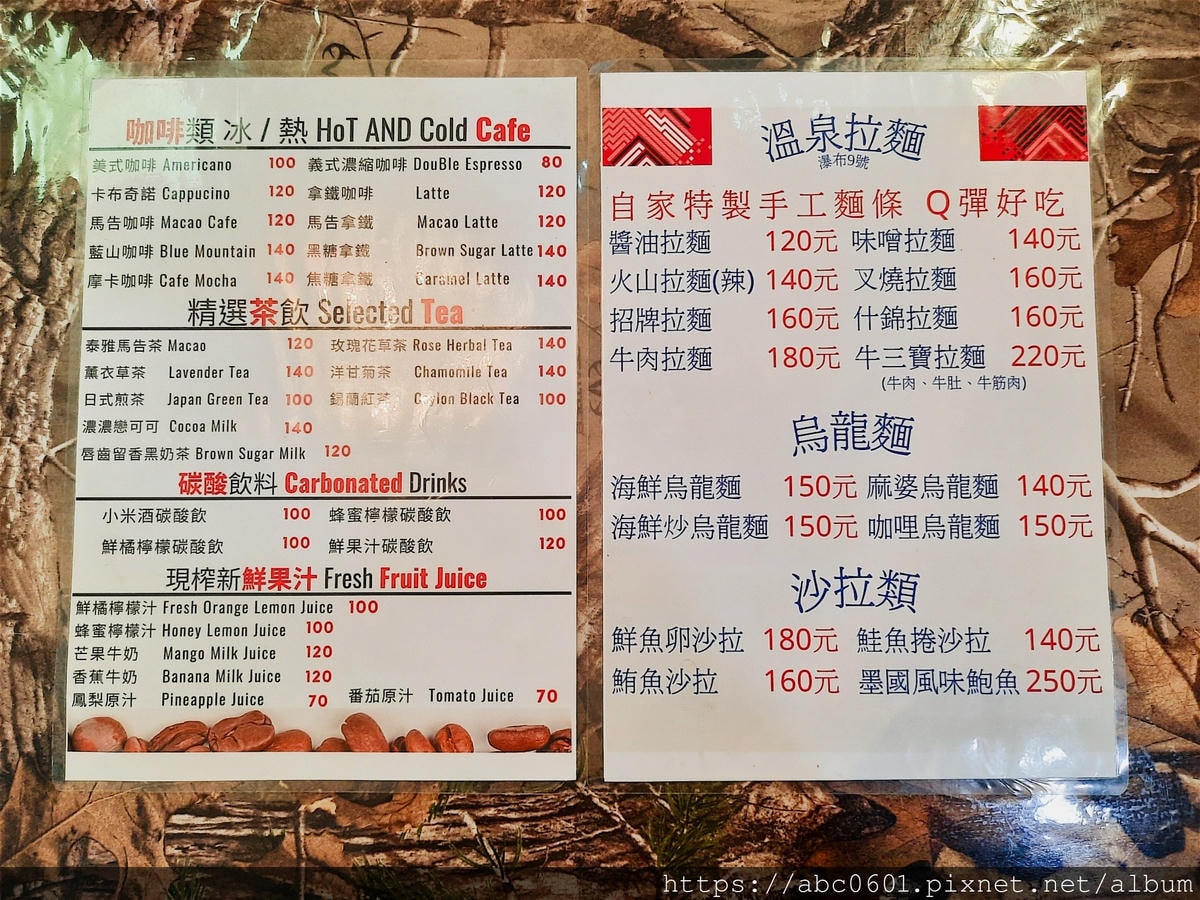 咖啡類 冰 / 熱 HoT AND Cold Cafe
美式咖啡 Americano 100 義式濃縮咖啡 DouBle Espresso 80
卡布奇諾 Cappucino 120 拿鐵咖啡 Latte 120
馬告咖啡 Macao Cafe 120 馬告拿鐵 Macao Latte 120
藍山咖啡 Blue Mountain 140 黑糖拿鐵 Brown Sugar Latte 140
摩卡咖啡 Cafe Mocha 140 焦糖拿鐵 Caramel Latte 140
精選茶飲 Selected Tea
泰雅馬告茶 Macao 120 玫瑰花草茶 Rose Herbal Tea 140
薰衣草茶 Lavender Tea 140 洋甘菊茶 Chamomile Tea 140
日式煎茶 Japan Green Tea 100 錫蘭紅茶 Ceylon Black Tea 100
濃濃戀可可 Cocoa Milk 140
唇齒留香黑奶茶 Brown Sugar Milk 120
碳酸飲料 Carbonated Drinks
小米酒碳酸飲 100 蜂蜜檸檬碳酸飲 100
鮮橘檸檬碳酸飲 100 鮮果汁碳酸飲 120
現榨新鮮果汁 Fresh Fruit Juice
鮮橘檸檬汁 Fresh Orange Lemon Juice 100
蜂蜜檸檬汁 Honey Lemon Juice 100
芒果牛奶 Mango Milk Juice 120
香蕉牛奶 Banana Milk Juice 120
鳳梨原汁 Pineapple Juice 70 番茄原汁 Tomato Juice 70
溫泉拉麵
瀑布9號
自家特製手工麵條 Q彈好吃
醬油拉麵 120元 味噌拉麵 140元
火山拉麵(辣) 140元 叉燒拉麵 160元
招牌拉麵 160元 什錦拉麵 160元
牛肉拉麵 180元 牛三寶拉麵 220元
(牛肉、牛肚、牛筋肉)
烏龍麵
海鮮烏龍麵 150元 麻婆烏龍麵 140元
海鮮炒烏龍麵 150元 咖哩烏龍麵 150元
沙拉類
鮮魚卵沙拉 180元 鮭魚捲沙拉 140元
鮪魚沙拉 160元 墨國風味鮑魚 250元
https://abc0601.pixnet.net/album